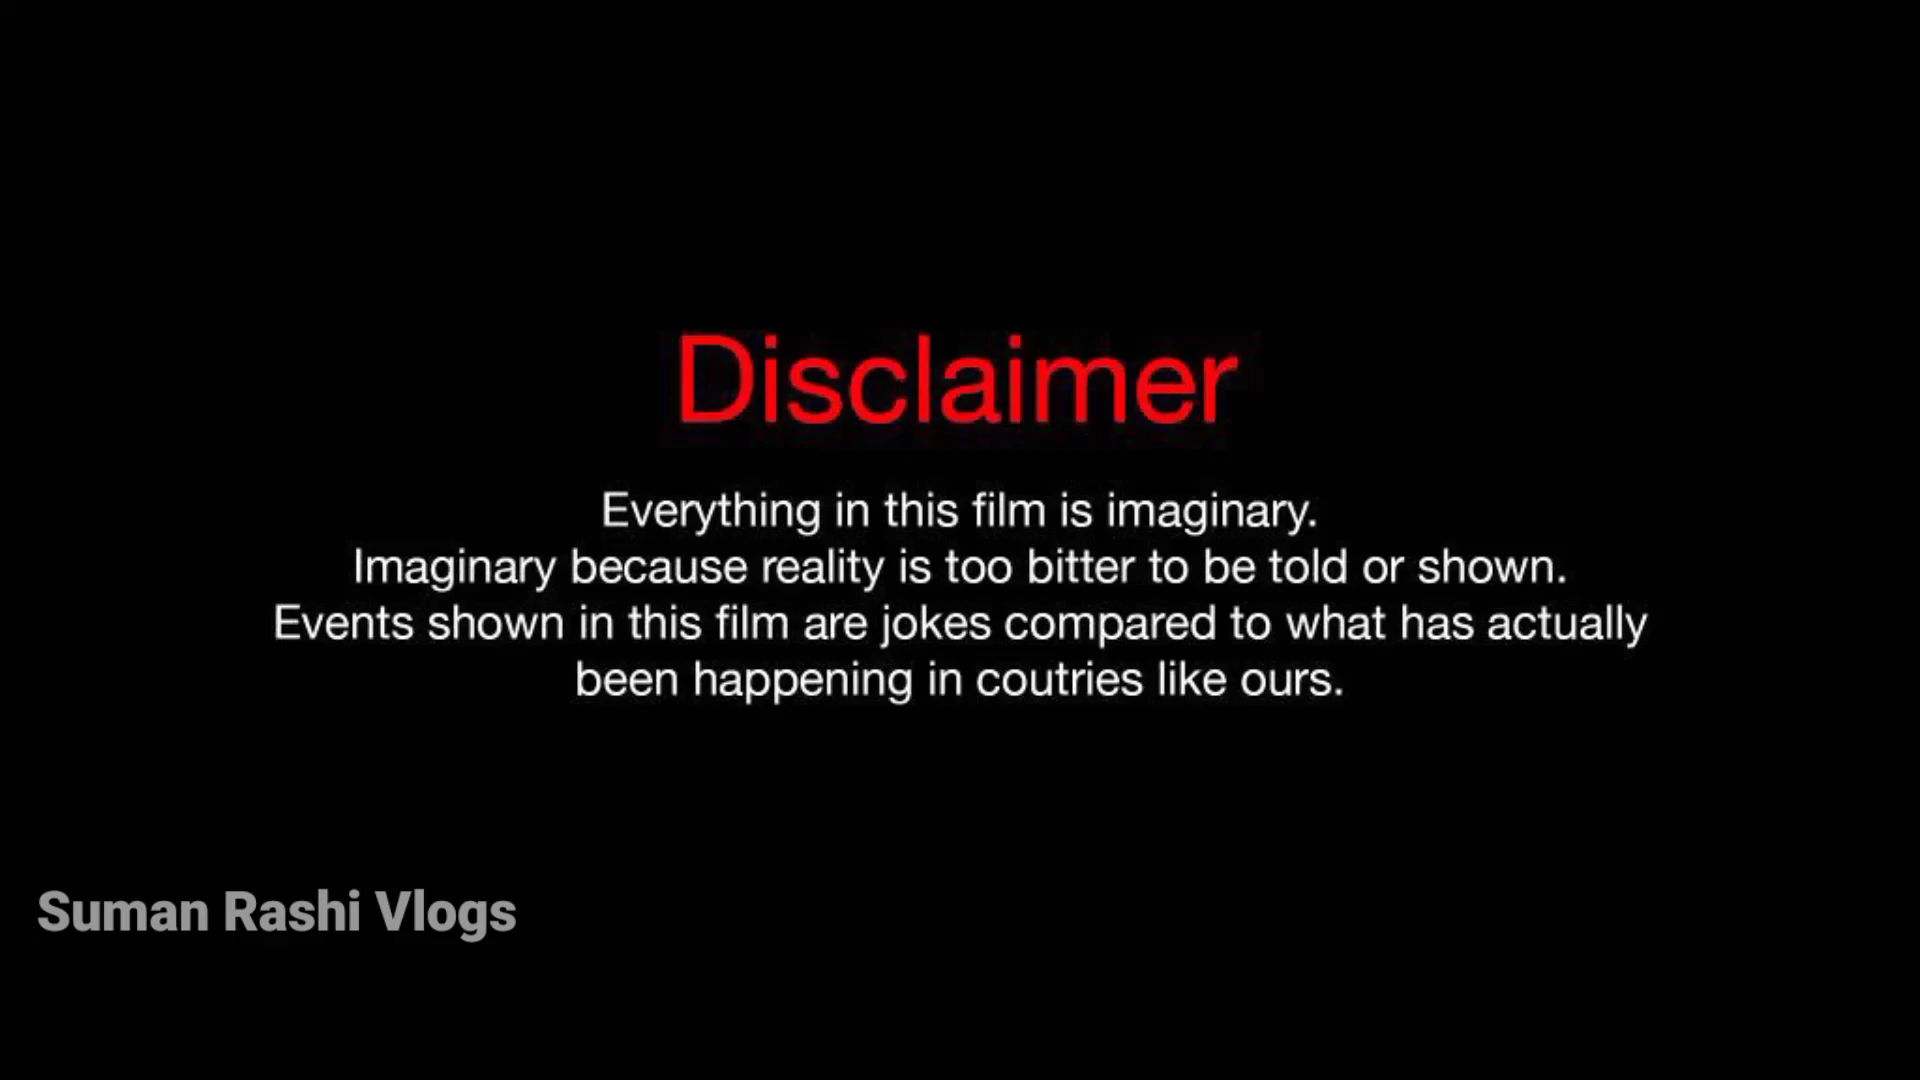 Disclaimer
Everything in this film is imaginary.
Imaginary because reality is too bitter to be told or shown.
Events shown in this film are jokes compared to what has actually
been happening in coutries like ours.
Suman Rashi Vlogs